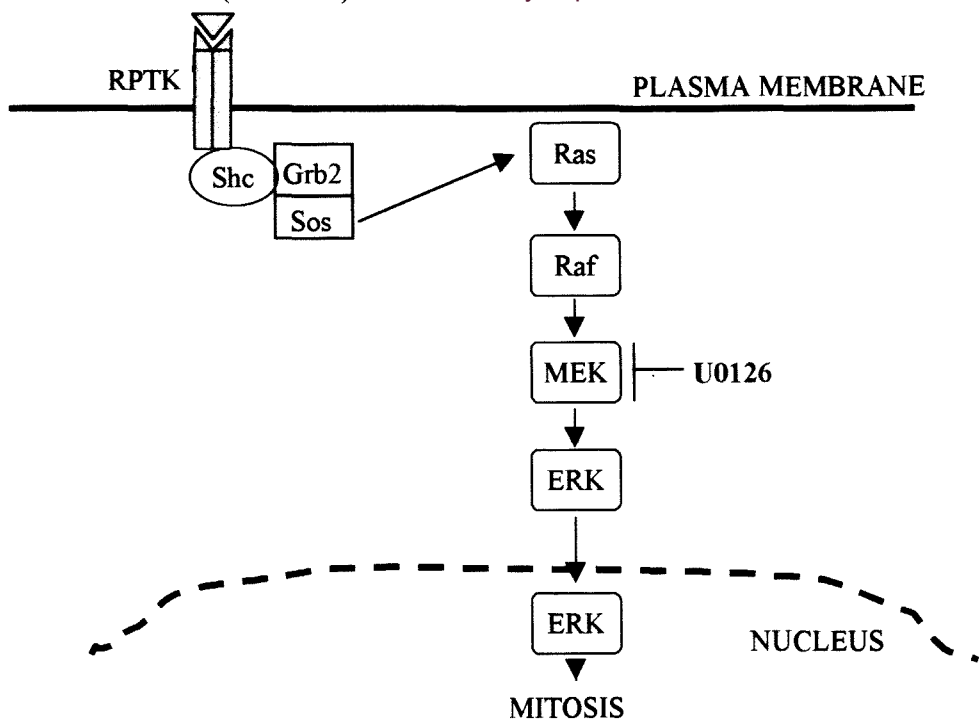 RPTK
PLASMA MEMBRANE
Shc
Grb2
Sos
Ras
Raf
MEK
U0126
ERK
ERK
NUCLEUS
MITOSIS